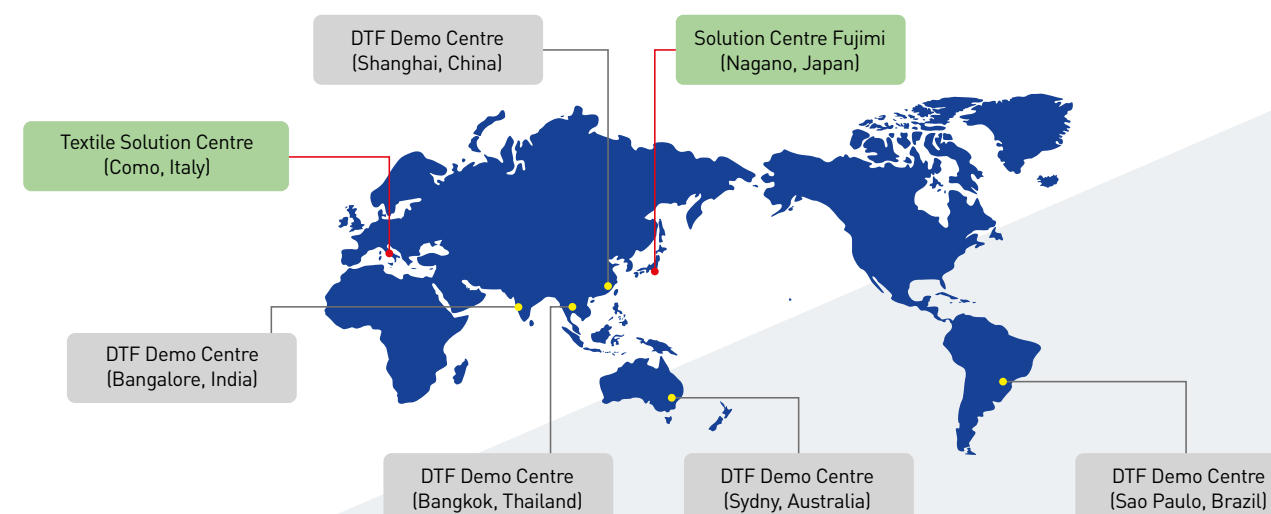 DTF Demo Centre
(Shanghai, China)
Solution Centre Fujimi
(Nagano, Japan)
Textile Solution Centre
(Como, Italy)
DTF Demo Centre
(Bangalore, India)
DTF Demo Centre
(Bangkok, Thailand)
DTF Demo Centre
(Sydny, Australia)
DTF Demo Centre
(Sao Paulo, Brazil)